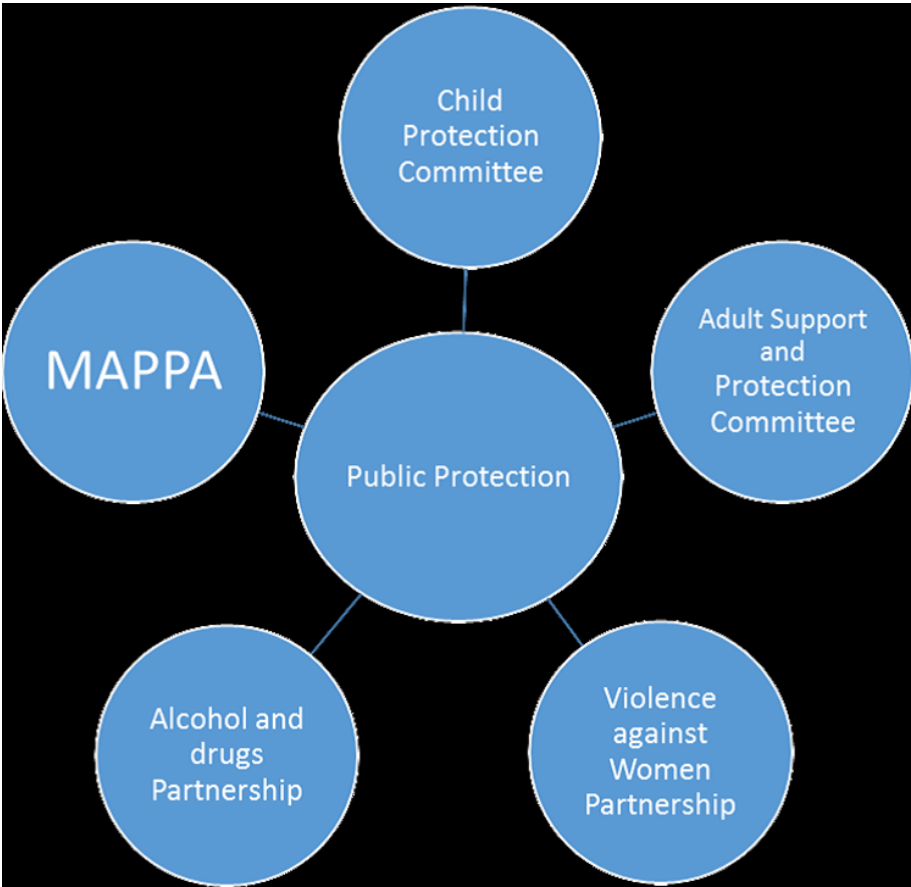 Child
Protection
Committee
MAPPA
Adult Support
and
Protection
Committee
Public Protection
Alcohol and
drugs
Partnership
Violence
against
Women
Partnership